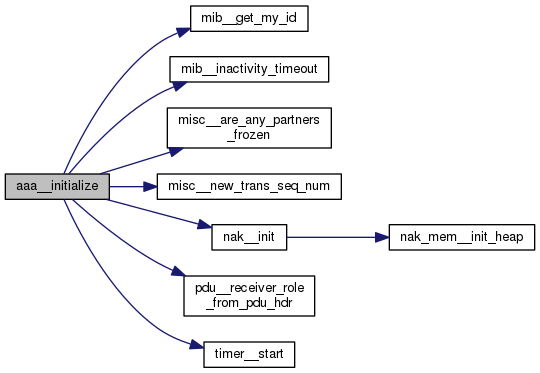 mib__get_my_id
mib__inactivity_timeout
misc__are_any_partners
_frozen
aaa__initialize
misc__new_trans_seq_num
nak__init
nak_mem__init_heap
pdu__receiver_role
_from_pdu_hdr
timer__start